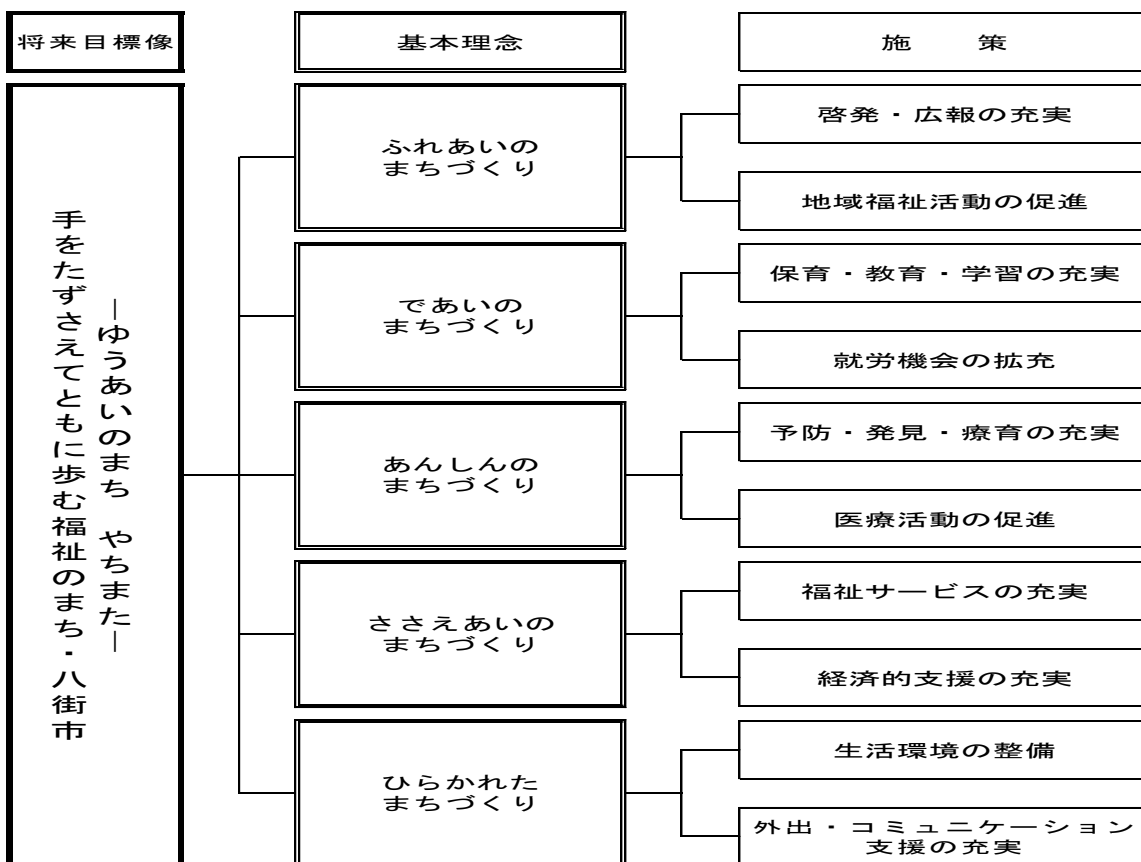 将来目標像
基本理念
施　策
手をたずさえてともに歩む福祉のまち・八街市
―ゆうあいのまち　やちまた―
ふれあいの
まちづくり
啓発・広報の充実
地域福祉活動の促進
であいの
まちづくり
保育・教育・学習の充実
就労機会の拡充
あんしんの
まちづくり
予防・発見・療育の充実
医療活動の促進
ささえあいの
まちづくり
福祉サービスの充実
経済的支援の充実
ひらかれた
まちづくり
生活環境の整備
外出・コミュニケーション
支援の充実